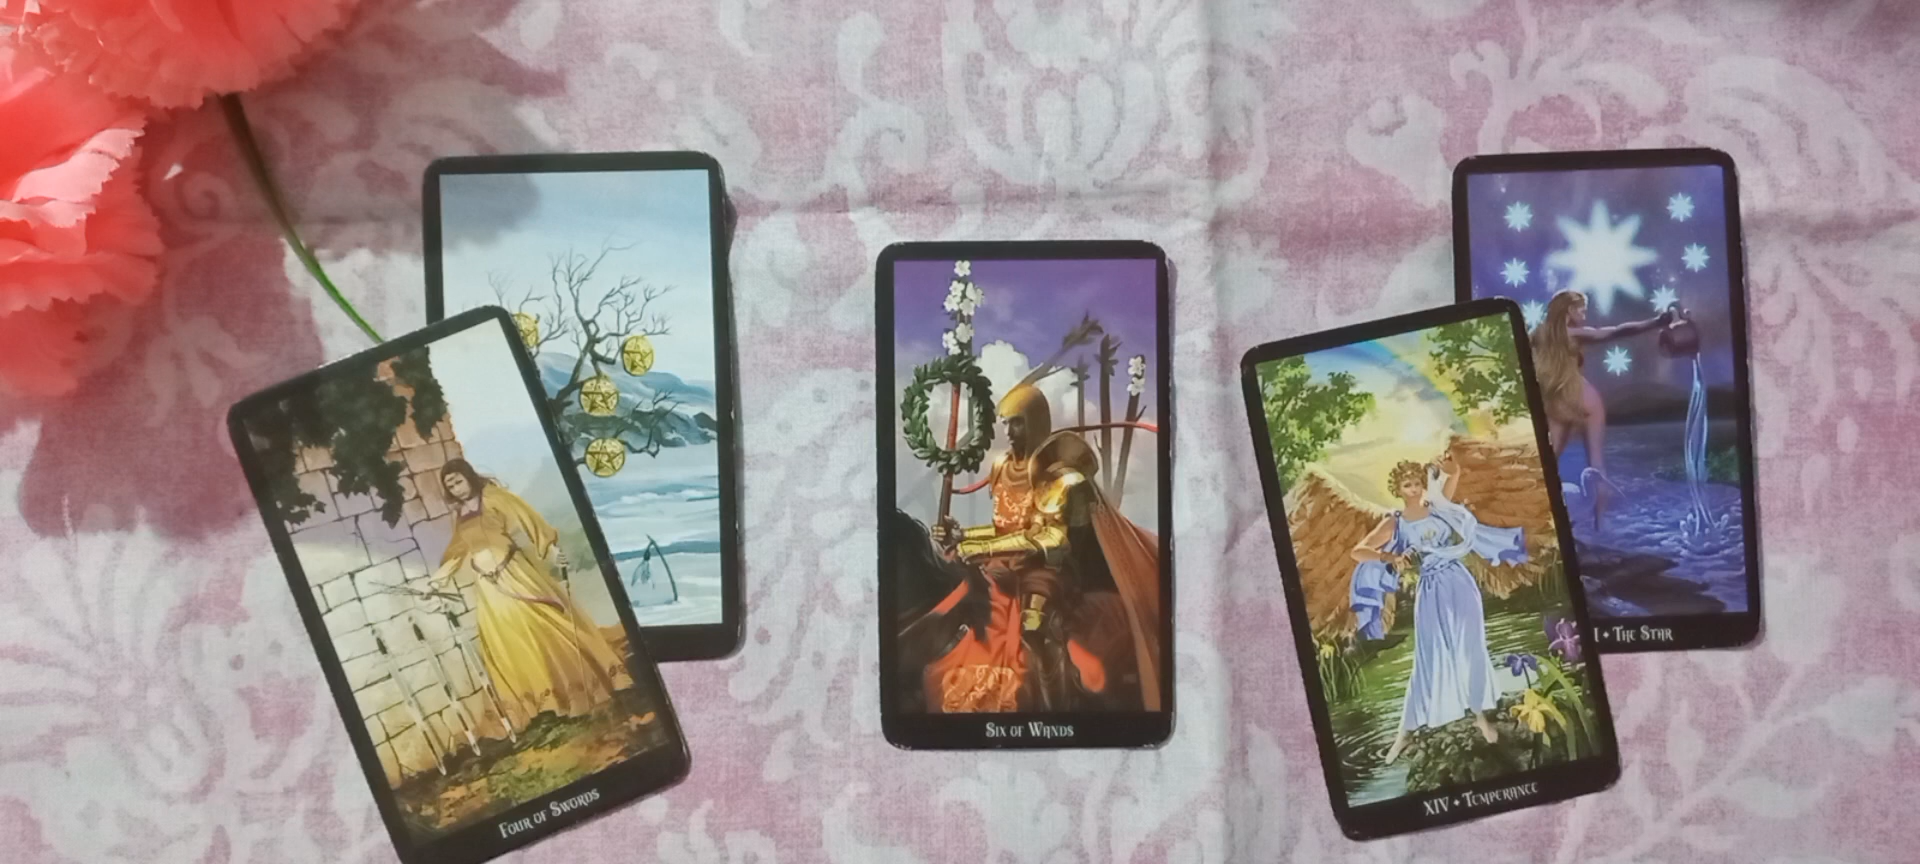 Four of Swords
Six of Wands
XIV • Temperance
I • The Star